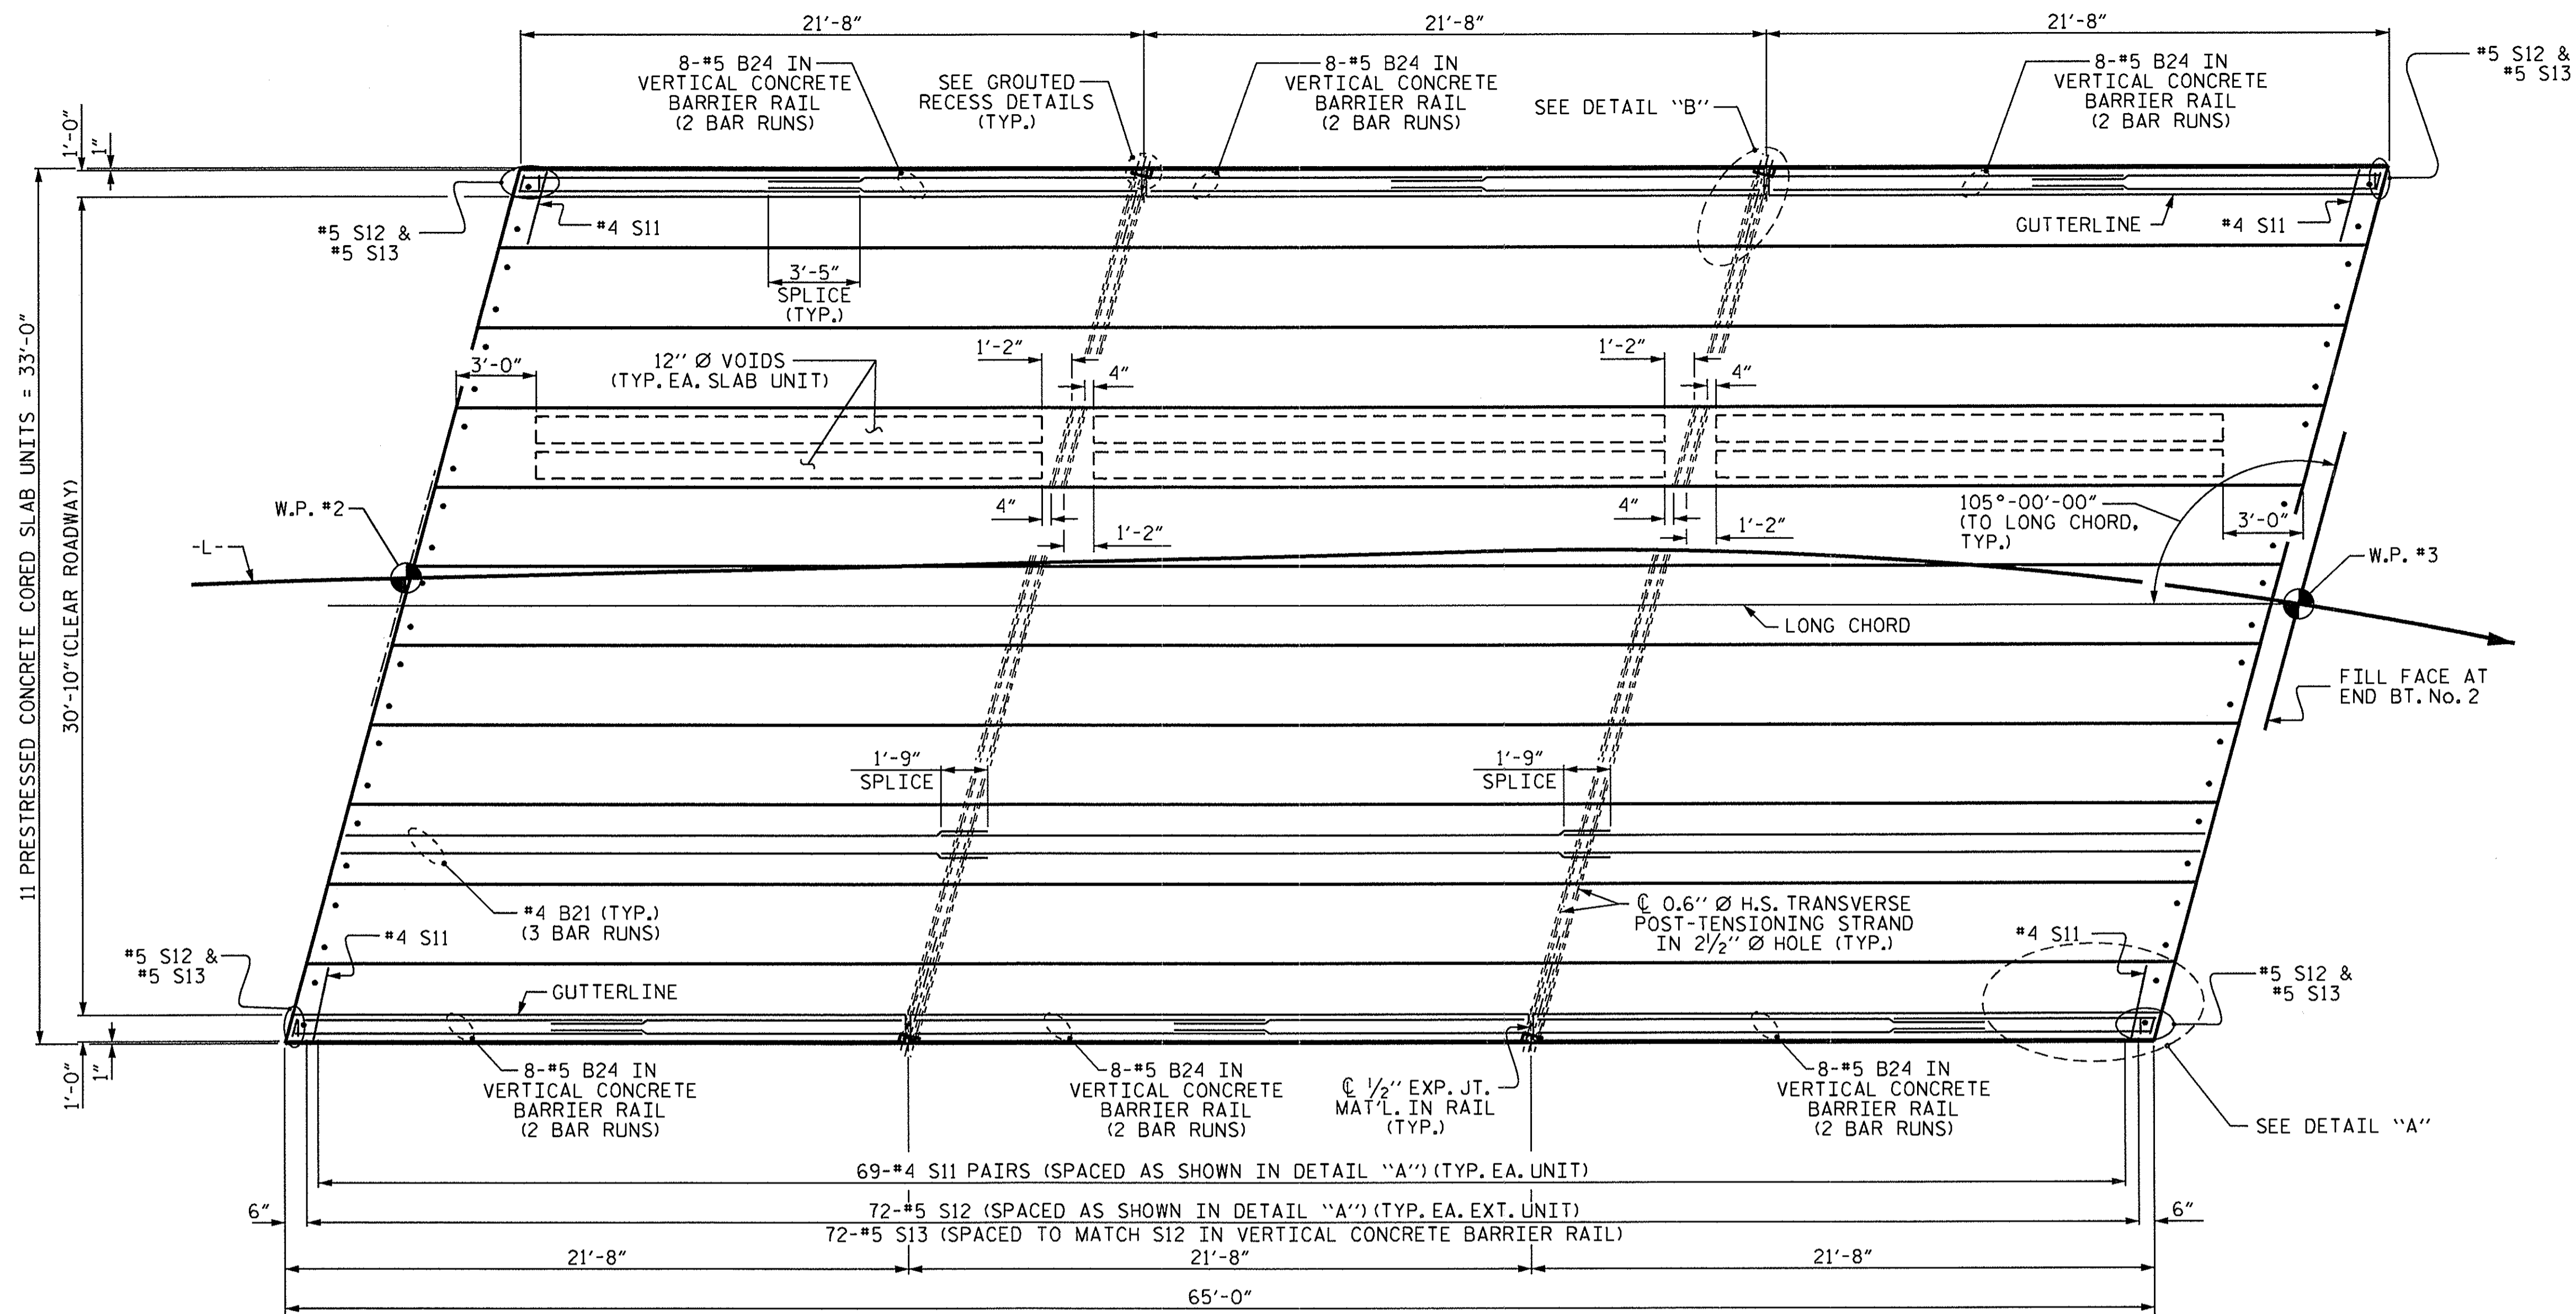 21'-8"
21'-8"
21'-8"
8-#5 B24 IN
VERTICAL CONCRETE
BARRIER RAIL
(2 BAR RUNS)
SEE GROUTED
RECESS DETAILS
(TYP.)
8-#5 B24 IN
VERTICAL CONCRETE
BARRIER RAIL
(2 BAR RUNS)
SEE DETAIL "B"
8-#5 B24 IN
VERTICAL CONCRETE
BARRIER RAIL
(2 BAR RUNS)
#5 S12 &
#5 S13
1'-0"
1"
#5 S12 &
#5 S13
#4 S11
3'-5"
SPLICE
(TYP.)
GUTTERLINE
#4 S11
11 PRESTRESSED CONCRETE CORED SLAB UNITS = 33'-0"
30'-10" (CLEAR ROADWAY)
3'-0"
12" Ø VOIDS
(TYP. EA. SLAB UNIT)
1'-2"
4"
1'-2"
4"
W.P. #2
-L-
4"
1'-2"
4"
1'-2"
105°-00'-00"
(TO LONG CHORD,
TYP.)
3'-0"
W.P. #3
LONG CHORD
FILL FACE AT
END BT. No. 2
1'-9"
SPLICE
1'-9"
SPLICE
#4 B21 (TYP.)
(3 BAR RUNS)
℄ 0.6" Ø H.S. TRANSVERSE
POST-TENSIONING STRAND
IN 2 1/2" Ø HOLE (TYP.)
#4 S11
#5 S12 &
#5 S13
GUTTERLINE
#4 S11
#5 S12 &
#5 S13
1'-0"
1"
8-#5 B24 IN
VERTICAL CONCRETE
BARRIER RAIL
(2 BAR RUNS)
8-#5 B24 IN
VERTICAL CONCRETE
BARRIER RAIL
(2 BAR RUNS)
℄ 1/2" EXP. JT.
MAT'L. IN RAIL
(TYP.)
8-#5 B24 IN
VERTICAL CONCRETE
BARRIER RAIL
(2 BAR RUNS)
SEE DETAIL "A"
69-#4 S11 PAIRS (SPACED AS SHOWN IN DETAIL "A") (TYP. EA. UNIT)
6"
72-#5 S12 (SPACED AS SHOWN IN DETAIL "A") (TYP. EA. EXT. UNIT)
6"
72-#5 S13 (SPACED TO MATCH S12 IN VERTICAL CONCRETE BARRIER RAIL)
21'-8"
21'-8"
21'-8"
65'-0"